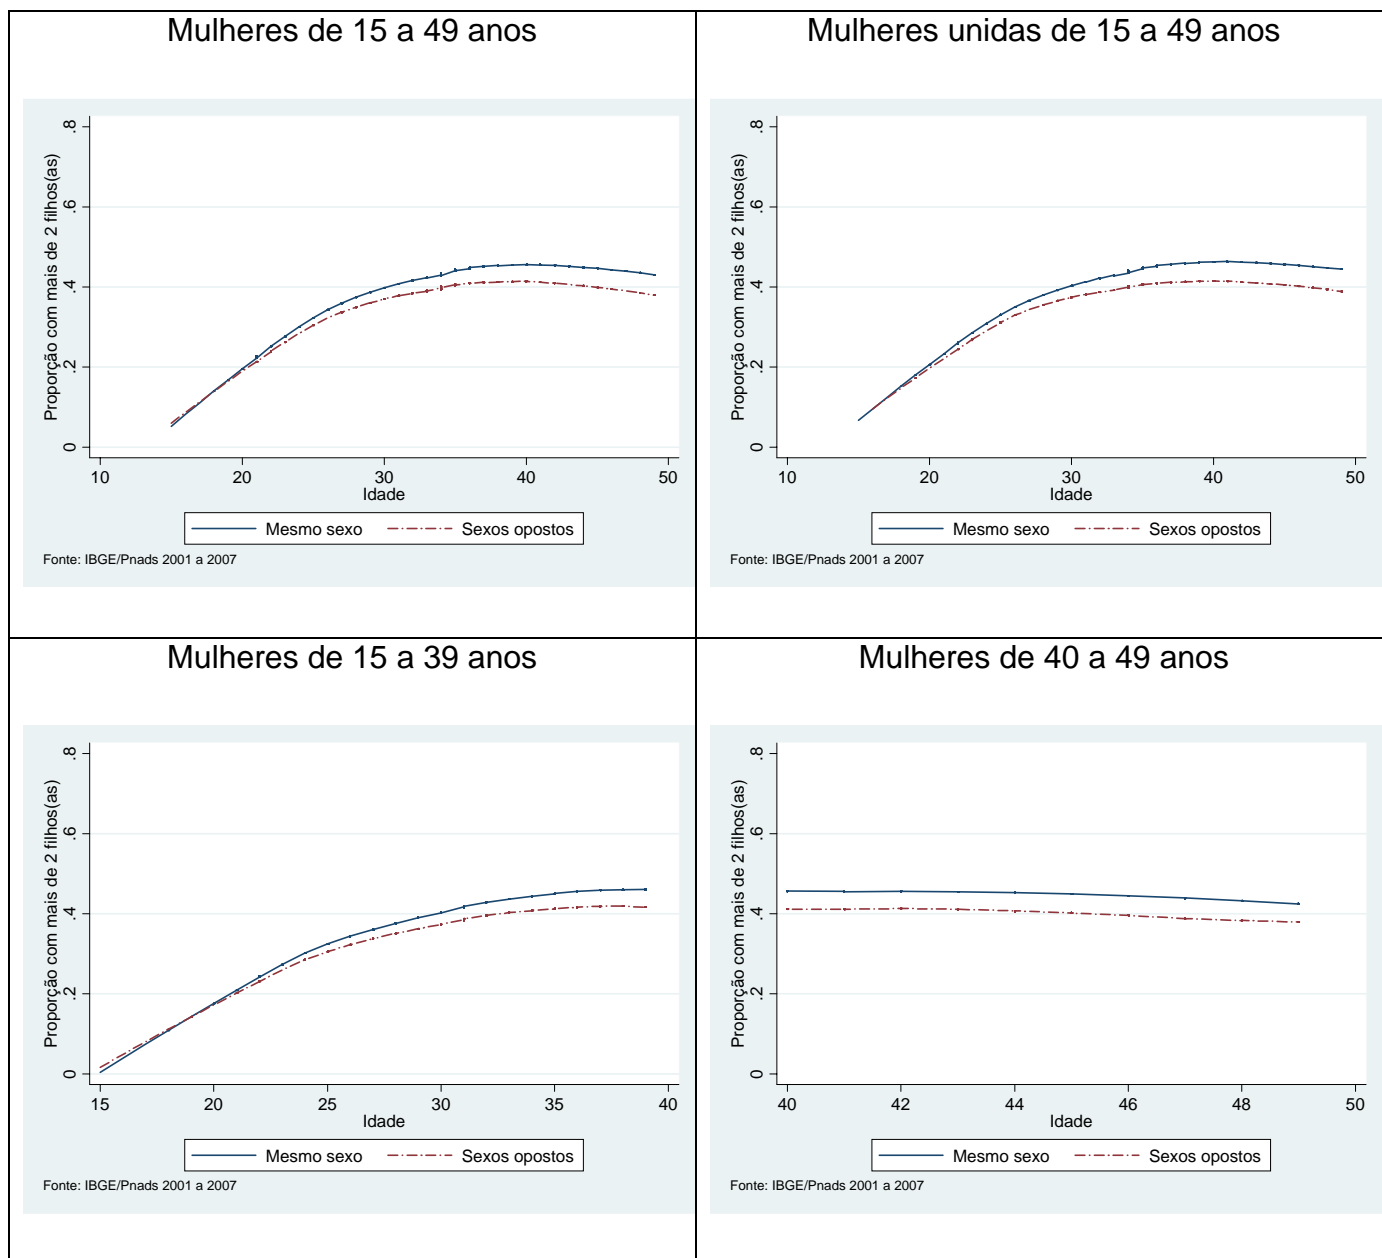 Mulheres de 15 a 49 anos
Proporção com mais de 2 filhos(as)
.8
.6
.4
.2
0
10 20 30 40 50
Idade
Mesmo sexo Sexos opostos
Fonte: IBGE/Pnads 2001 a 2007
Mulheres unidas de 15 a 49 anos
Proporção com mais de 2 filhos(as)
.8
.6
.4
.2
0
10 20 30 40 50
Idade
Mesmo sexo Sexos opostos
Fonte: IBGE/Pnads 2001 a 2007
Mulheres de 15 a 39 anos
Proporção com mais de 2 filhos(as)
.8
.6
.4
.2
0
15 20 25 30 35 40
Idade
Mesmo sexo Sexos opostos
Fonte: IBGE/Pnads 2001 a 2007
Mulheres de 40 a 49 anos
Proporção com mais de 2 filhos(as)
.8
.6
.4
.2
0
40 42 44 46 48 50
Idade
Mesmo sexo Sexos opostos
Fonte: IBGE/Pnads 2001 a 2007